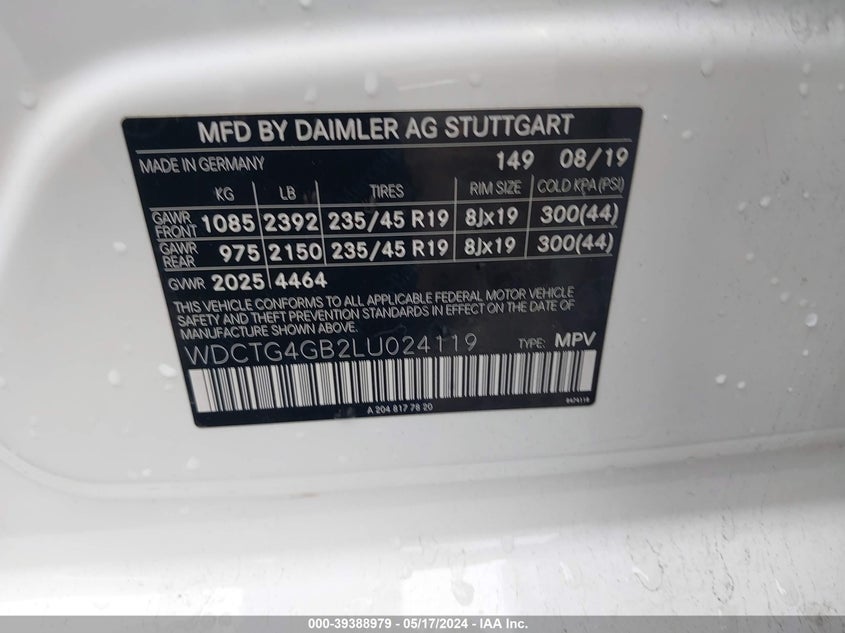 MFD BY DAIMLER AG STUTTGART
MADE IN GERMANY 149 08/19
KG LB TIRES RIM SIZE COLD KPA (PSI)
GAWR FRONT 1085 2392 235/45 R19 8Jx19 300(44)
GAWR REAR 975 2150 235/45 R19 8Jx19 300(44)
GVWR 2025 4464
THIS VEHICLE CONFORMS TO ALL APPLICABLE FEDERAL MOTOR VEHICLE
SAFETY AND THEFT PREVENTION STANDARDS IN EFFECT ON THE DATE OF
MANUFACTURE SHOWN ABOVE.
WDCTG4GB2LU024119 TYPE: MPV
A 204 817 78 20
000-39388979 - 05/17/2024 - IAA Inc.